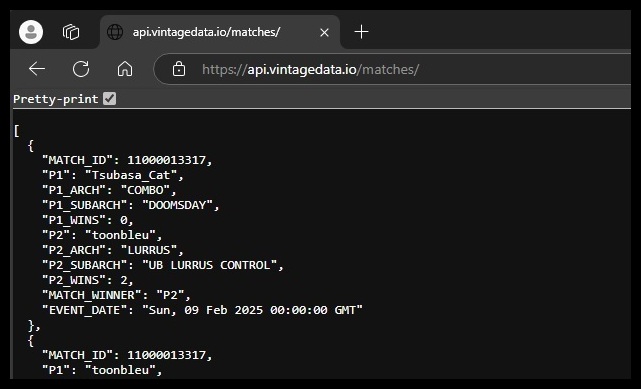 api.vintagedata.io/matches/
https://api.vintagedata.io/matches/
Pretty-print
[
{
"MATCH_ID": 11000013317,
"P1": "Tsubasa_Cat",
"P1_ARCH": "COMBO",
"P1_SUBARCH": "DOOMSDAY",
"P1_WINS": 0,
"P2": "toonbleu",
"P2_ARCH": "LURRUS",
"P2_SUBARCH": "UB LURRUS CONTROL",
"P2_WINS": 2,
"MATCH_WINNER": "P2",
"EVENT_DATE": "Sun, 09 Feb 2025 00:00:00 GMT"
},
{
"MATCH_ID": 11000013317,
"P1": "toonbleu",